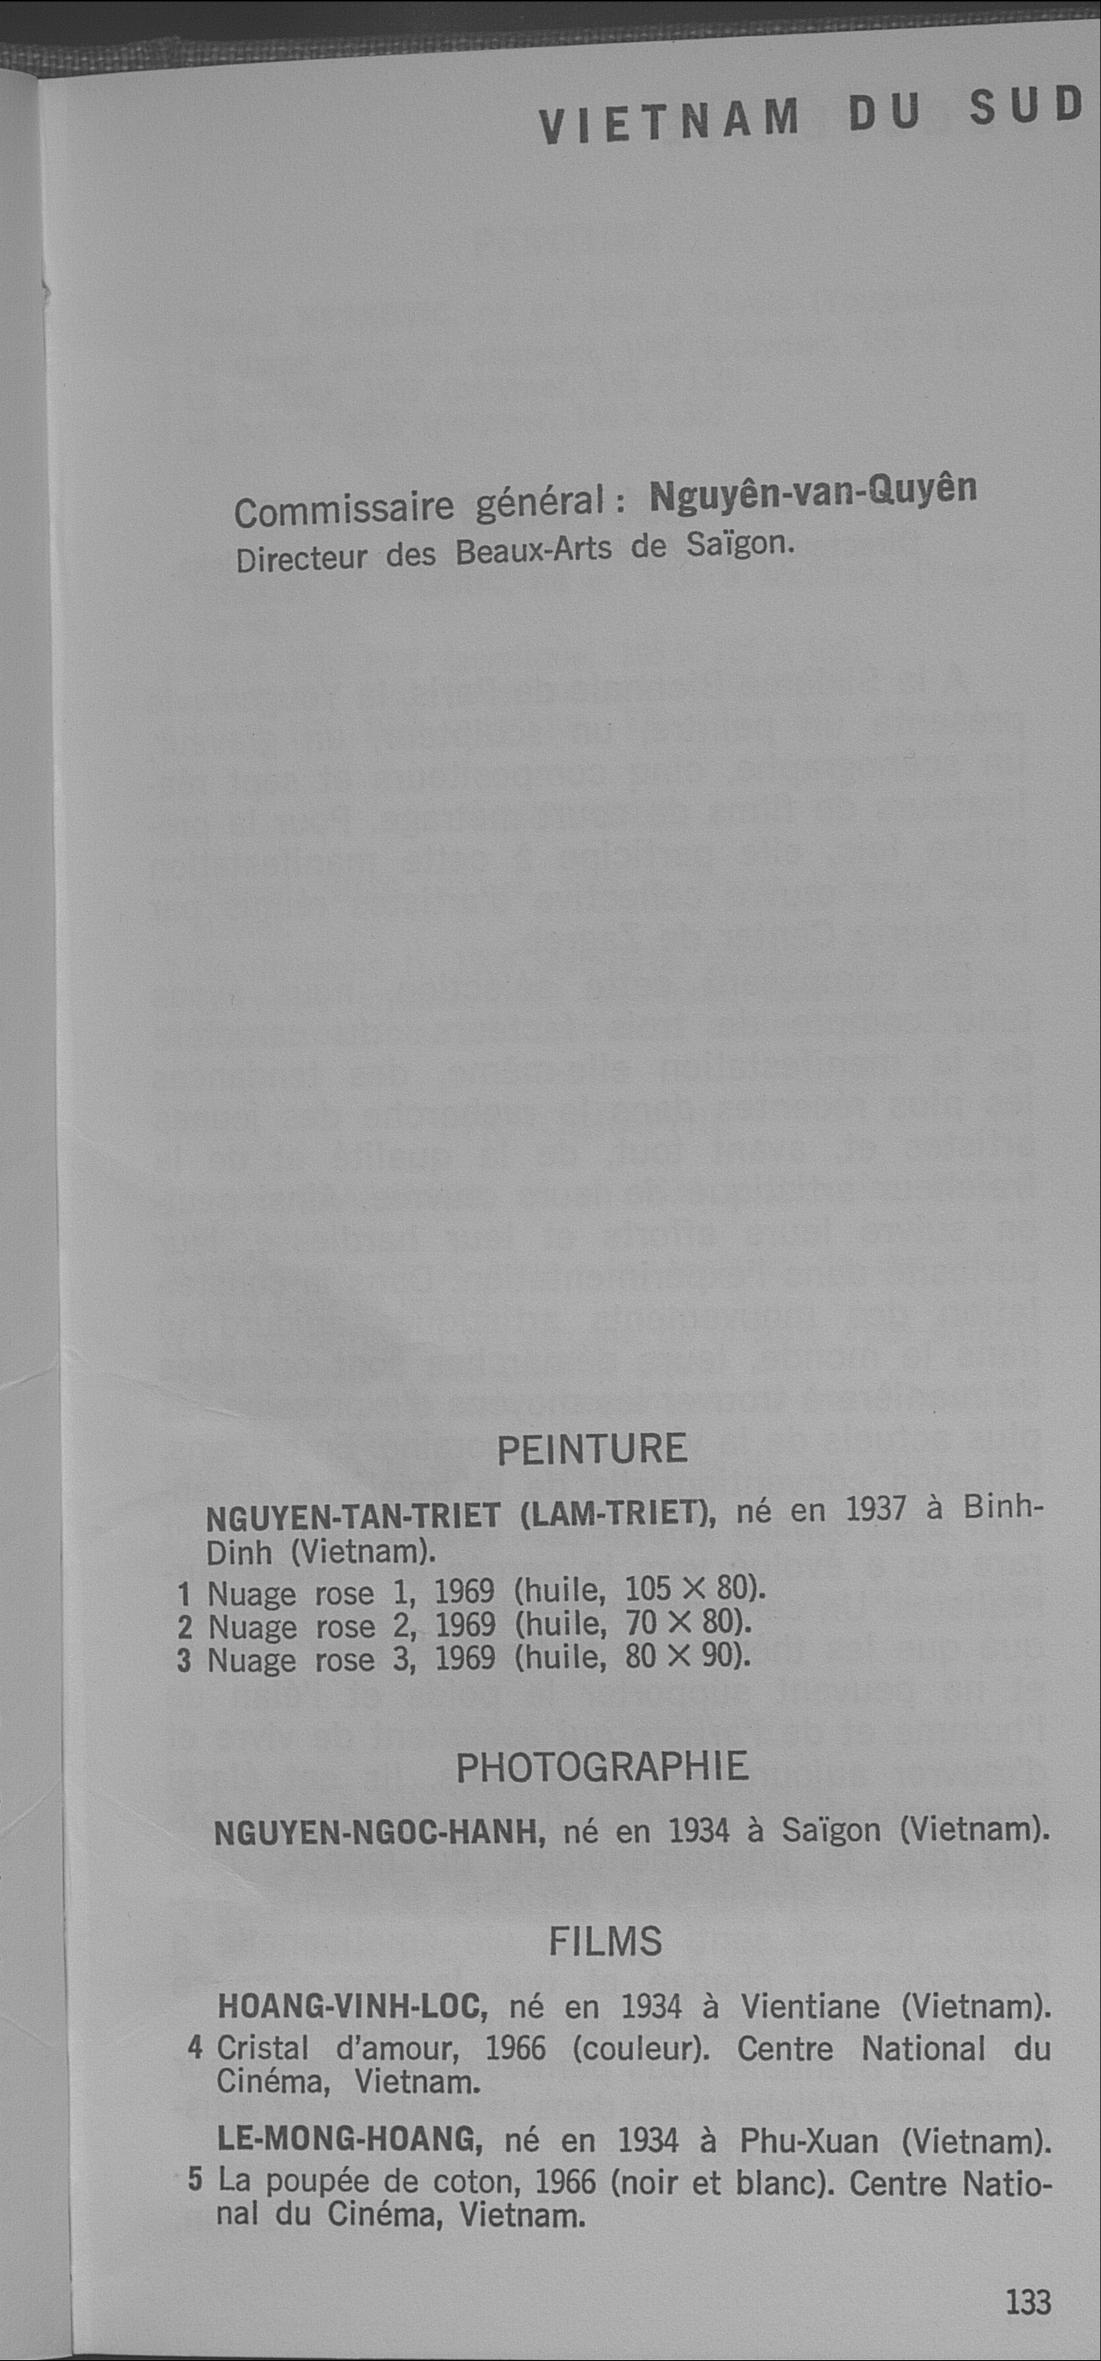 VIETNAM DU SUD
Commissaire général : Nguyên-van-Quyên
Directeur des Beaux-Arts de Saïgon.
PEINTURE
NGUYEN-TAN-TRIET (LAM-TRIET), né en 1937 à Binh-
Dinh (Vietnam).
1 Nuage rose 1, 1969 (huile, 105 X 80).
2 Nuage rose 2, 1969 (huile, 70 X 80).
3 Nuage rose 3, 1969 (huile, 80 X 90).
PHOTOGRAPHIE
NGUYEN-NGOC-HANH, né en 1934 à Saïgon (Vietnam).
FILMS
HOANG-VINH-LOC, né en 1934 à Vientiane (Vietnam).
4 Cristal d'amour, 1966 (couleur). Centre National du
Cinéma, Vietnam.
LE-MONG-HOANG, né en 1934 à Phu-Xuan (Vietnam).
5 La poupée de coton, 1966 (noir et blanc). Centre Natio-
nal du Cinéma, Vietnam.
133